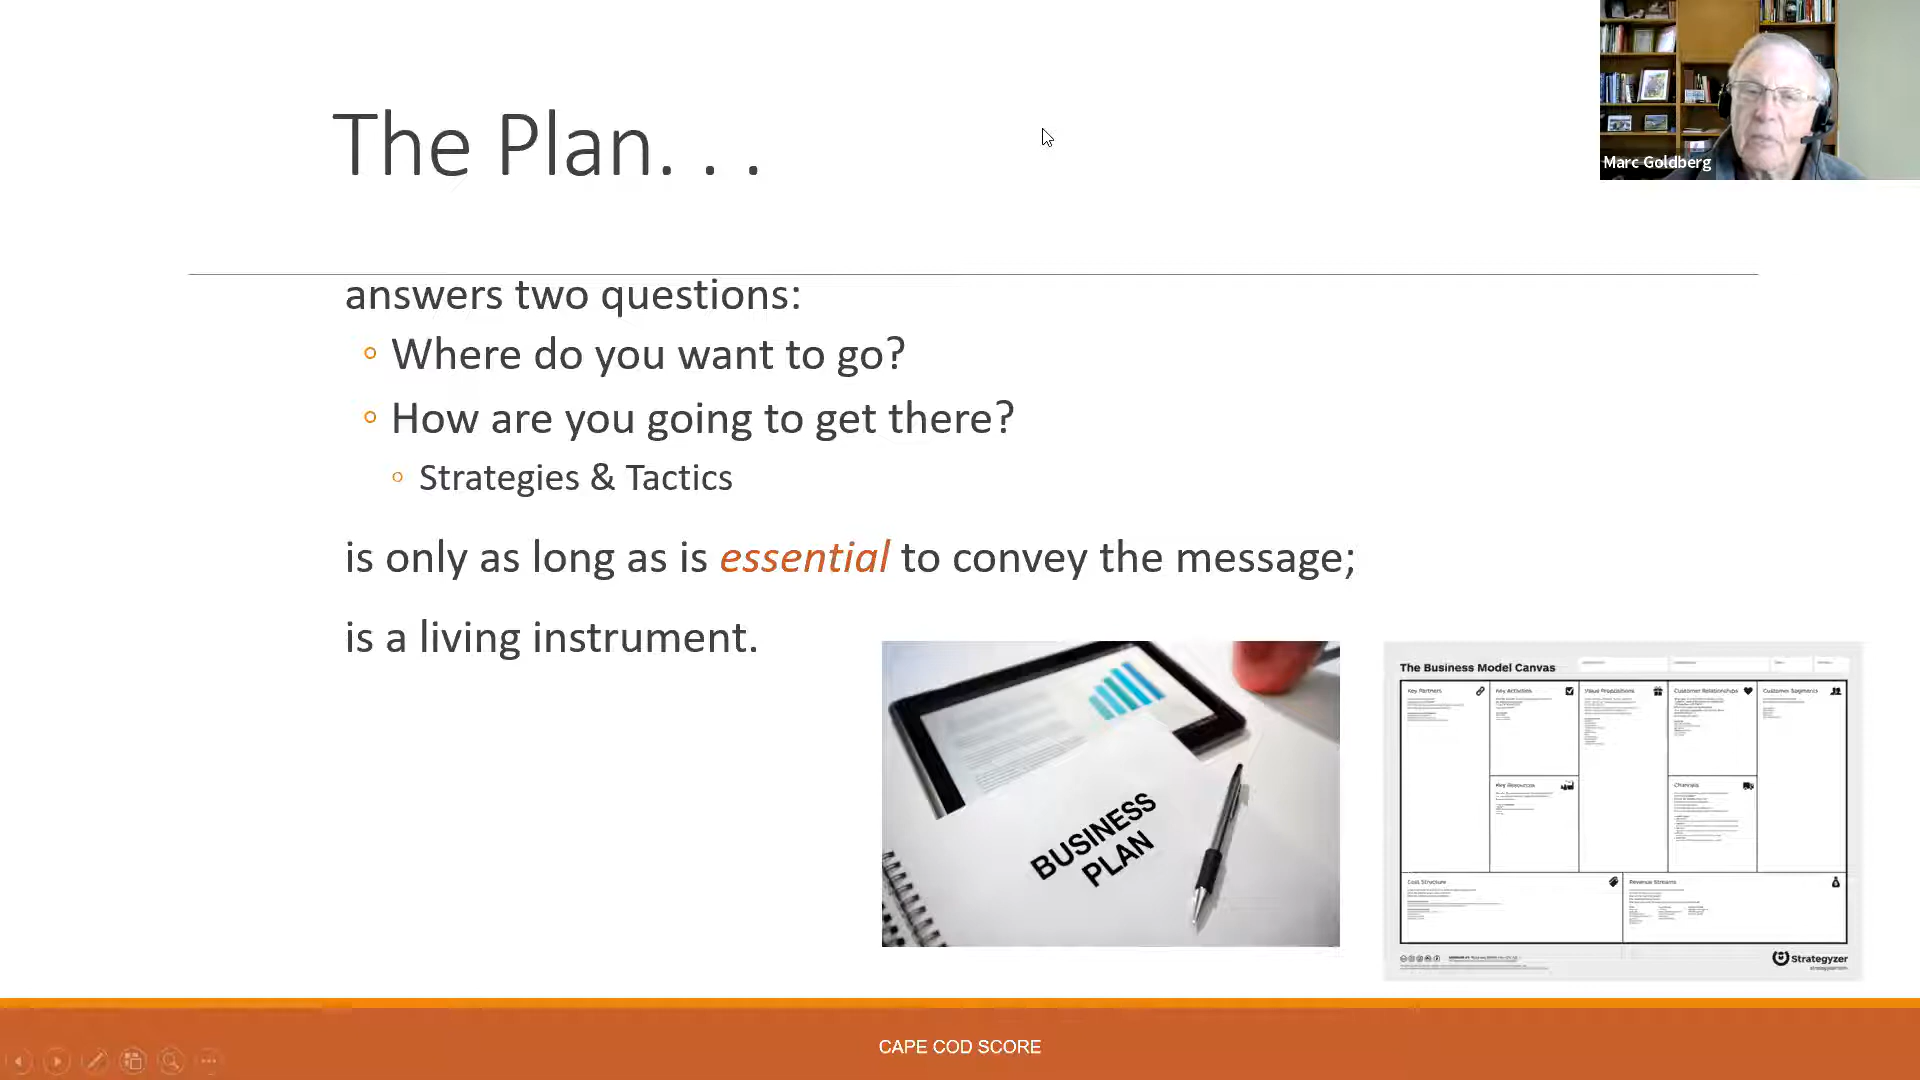 The Plan. . .
Marc Goldberg
answers two questions:
Where do you want to go?
How are you going to get there?
Strategies & Tactics
is only as long as is essential to convey the message;
is a living instrument.
BUSINESS
PLAN
The Business Model Canvas
Key Partners
Key Activities
Value Propositions
Customer Relationships
Customer Segments
Key Resources
Channels
Cost Structure
Revenue Streams
Strategyzer
strategyzer.com
CAPE COD SCORE